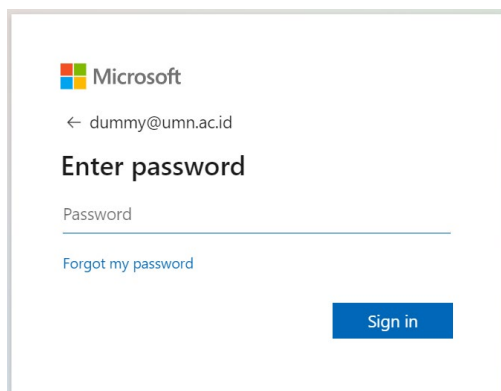 Microsoft
← dummy@umn.ac.id
Enter password
Password
Forgot my password
Sign in